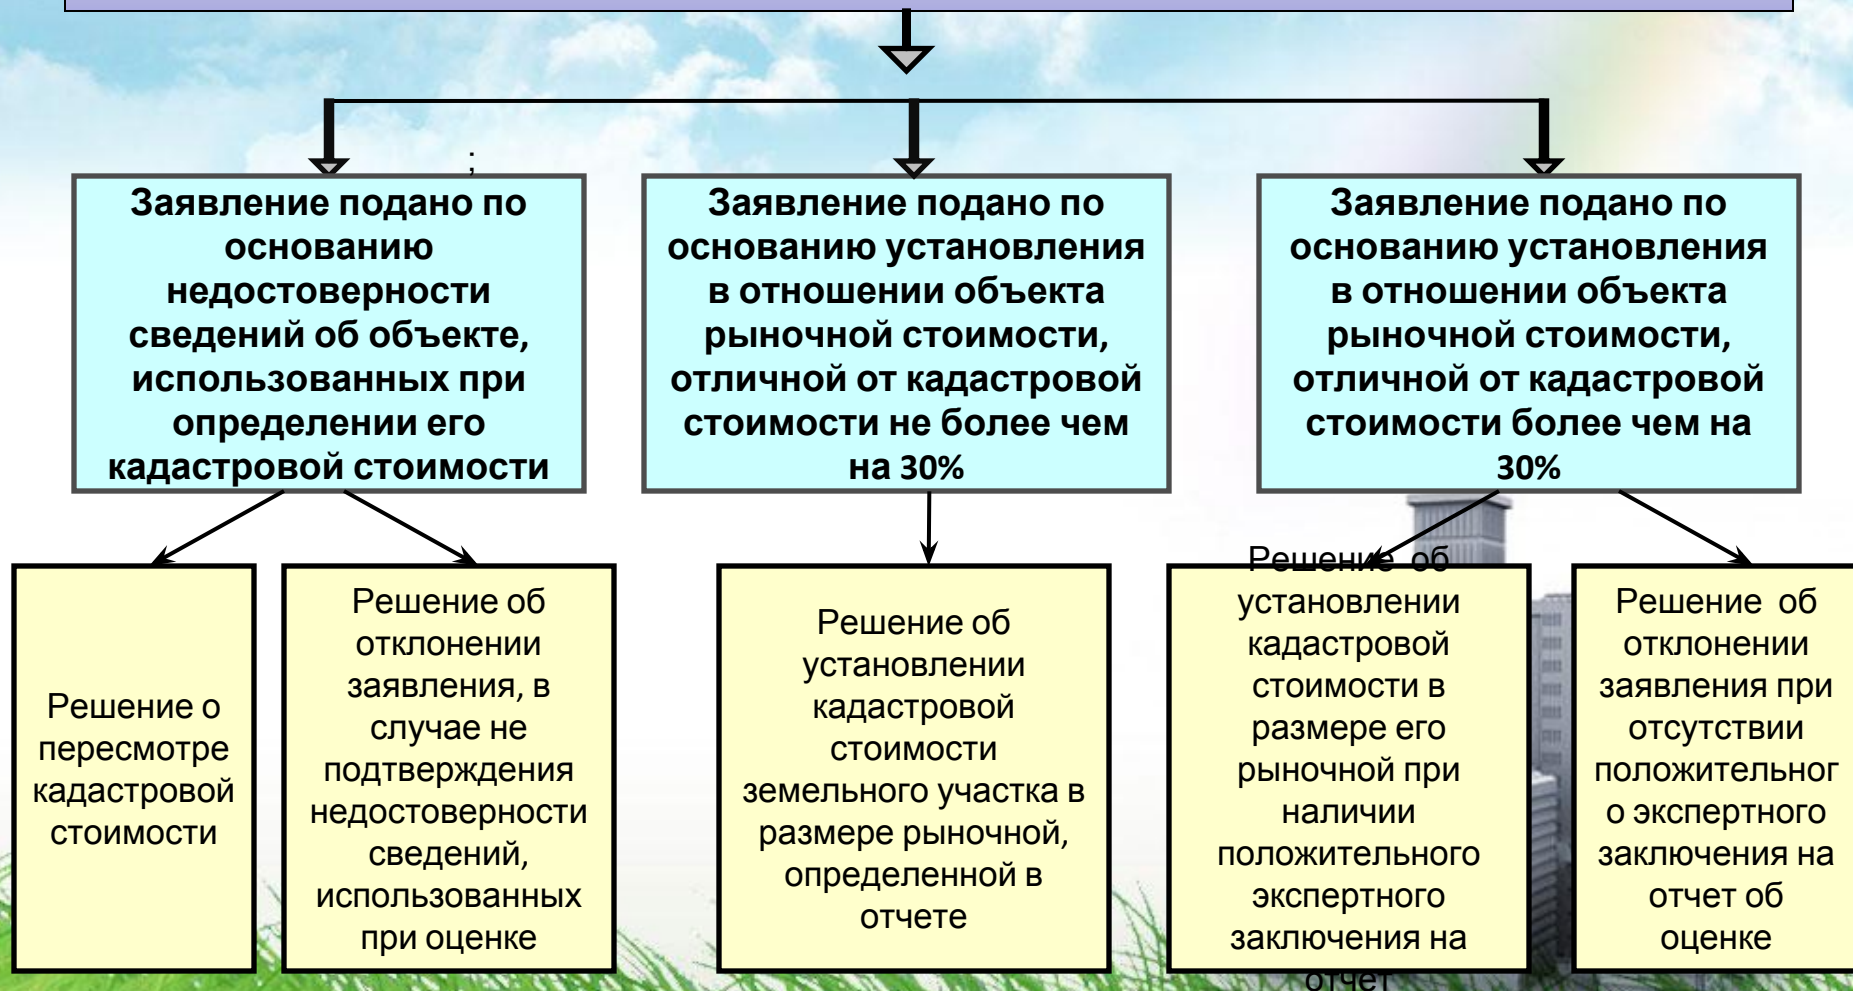 ;
Заявление подано по
основанию
недостоверности
сведений об объекте,
использованных при
определении его
кадастровой стоимости
Заявление подано по
основанию установления
в отношении объекта
рыночной стоимости,
отличной от кадастровой
стоимости не более чем
на 30%
Заявление подано по
основанию установления
в отношении объекта
рыночной стоимости,
отличной от кадастровой
стоимости более чем на
30%
Решение о
пересмотре
кадастровой
стоимости
Решение об
отклонении
заявления, в
случае не
подтверждения
недостоверности
сведений,
использованных
при оценке
Решение об
установлении
кадастровой
стоимости
земельного участка в
размере рыночной,
определенной в
отчете
Решение об
установлении
кадастровой
стоимости в
размере его
рыночной при
наличии
положительного
экспертного
заключения на
отчет
Решение об
отклонении
заявления при
отсутствии
положительног
о экспертного
заключения на
отчет об
оценке